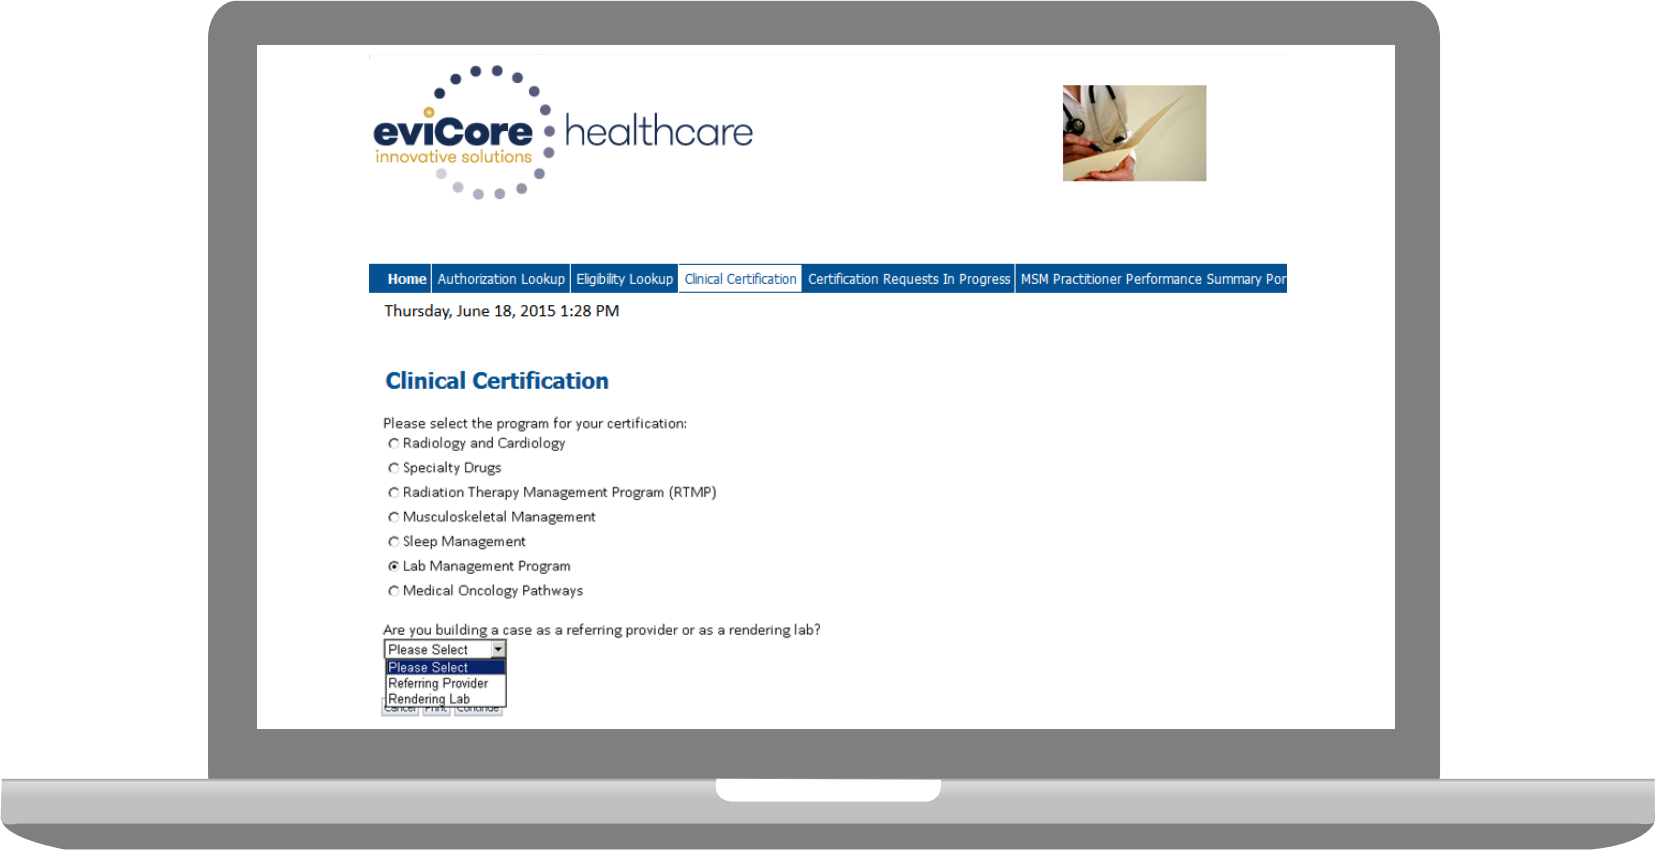 eviCore healthcare
innovative solutions
Home Authorization Lookup Eligibility Lookup Clinical Certification Certification Requests In Progress MSM Practitioner Performance Summary Por
Thursday, June 18, 2015 1:28 PM
Clinical Certification
Please select the program for your certification:
Radiology and Cardiology
Specialty Drugs
Radiation Therapy Management Program (RTMP)
Musculoskeletal Management
Sleep Management
Lab Management Program
Medical Oncology Pathways
Are you building a case as a referring provider or as a rendering lab?
Please Select
Please Select
Referring Provider
Rendering Lab
Cancel Print Continue